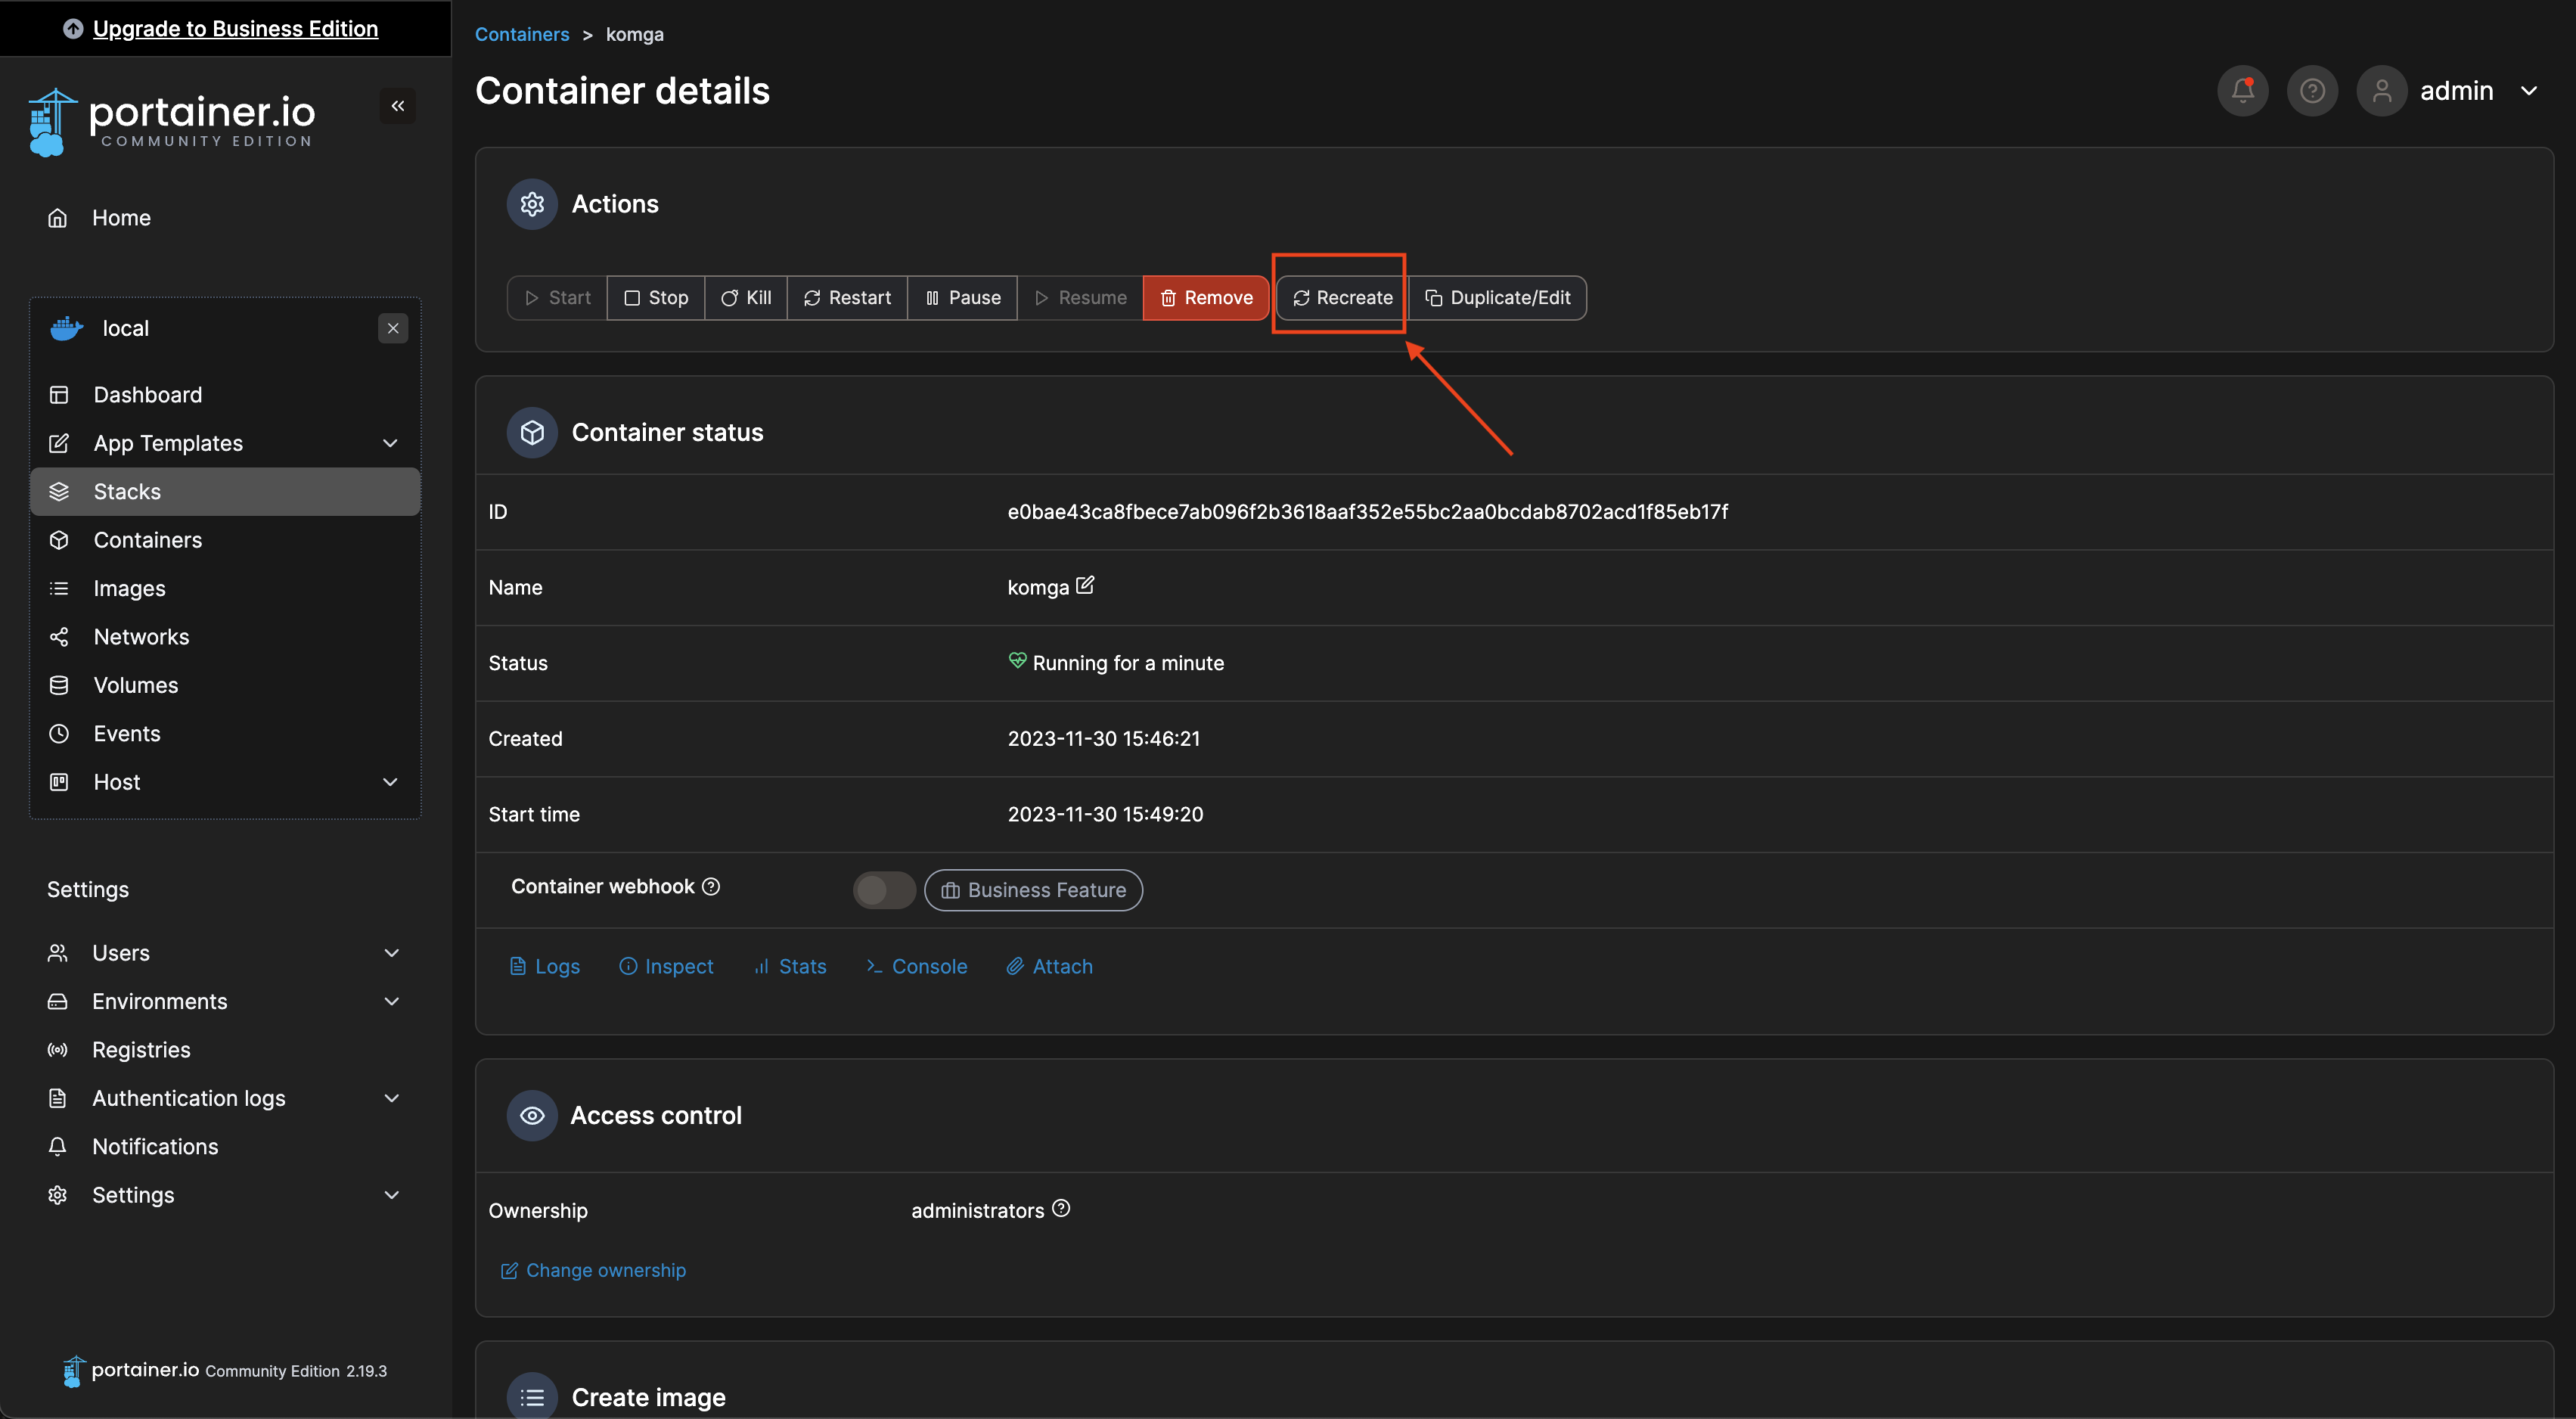 Upgrade to Business Edition
portainer.io
COMMUNITY EDITION
Home
local
Dashboard
App Templates
Stacks
Containers
Images
Networks
Volumes
Events
Host
Settings
Users
Environments
Registries
Authentication logs
Notifications
Settings
portainer.io Community Edition 2.19.3
Containers > komga
Container details
admin
Actions
Start Stop Kill Restart Pause Resume Remove Recreate Duplicate/Edit
Container status
ID e0bae43ca8fbece7ab096f2b3618aaf352e55bc2aa0bcdab8702acd1f85eb17f
Name komga
Status Running for a minute
Created 2023-11-30 15:46:21
Start time 2023-11-30 15:49:20
Container webhook Business Feature
Logs Inspect Stats Console Attach
Access control
Ownership administrators
Change ownership
Create image